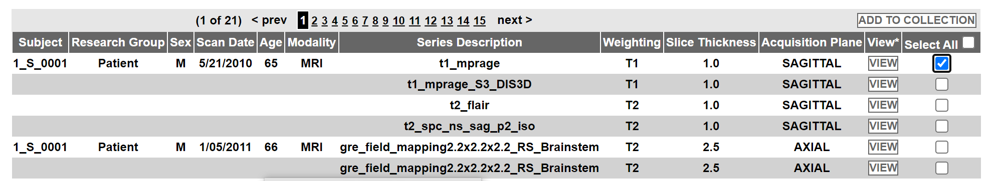 (1 of 21) < prev 1 2 3 4 5 6 7 8 9 10 11 12 13 14 15 next > ADD TO COLLECTION
Subject Research Group Sex Scan Date Age Modality Series Description Weighting Slice Thickness Acquisition Plane View* Select All
1_S_0001 Patient M 5/21/2010 65 MRI t1_mprage T1 1.0 SAGITTAL VIEW
t1_mprage_S3_DIS3D T1 1.0 SAGITTAL VIEW
t2_flair T2 1.0 SAGITTAL VIEW
t2_spc_ns_sag_p2_iso T2 1.0 SAGITTAL VIEW
1_S_0001 Patient M 1/05/2011 66 MRI gre_field_mapping2.2x2.2x2.2_RS_Brainstem T2 2.5 AXIAL VIEW
gre_field_mapping2.2x2.2x2.2_RS_Brainstem T2 2.5 AXIAL VIEW